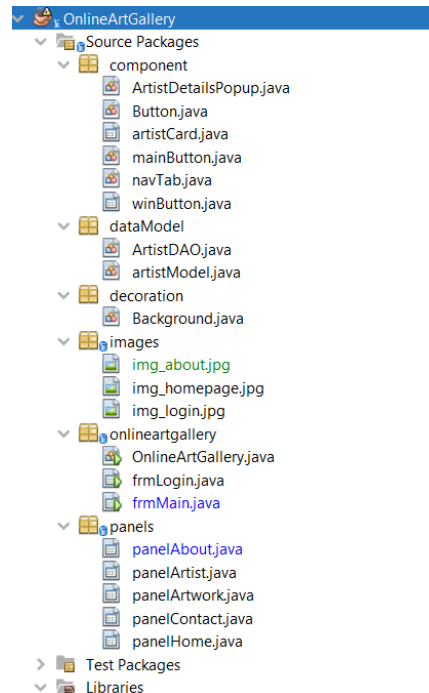 OnlineArtGallery
Source Packages
component
ArtistDetailsPopup.java
Button.java
artistCard.java
mainButton.java
navTab.java
winButton.java
dataModel
ArtistDAO.java
artistModel.java
decoration
Background.java
images
img_about.jpg
img_homepage.jpg
img_login.jpg
onlineartgallery
OnlineArtGallery.java
frmLogin.java
frmMain.java
panels
panelAbout.java
panelArtist.java
panelArtwork.java
panelContact.java
panelHome.java
Test Packages
Libraries